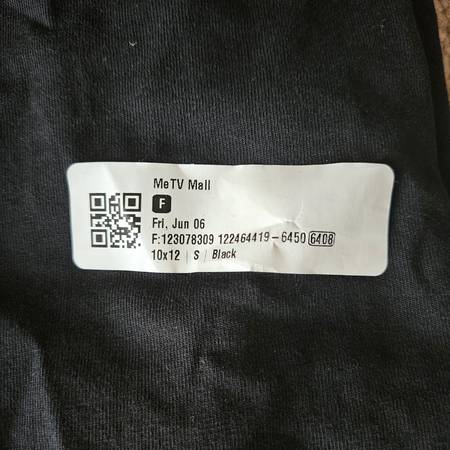 MeTV Mall
F
Fri, Jun 06
F:123078309 122464419-6450 6408
10x12 | S | Black